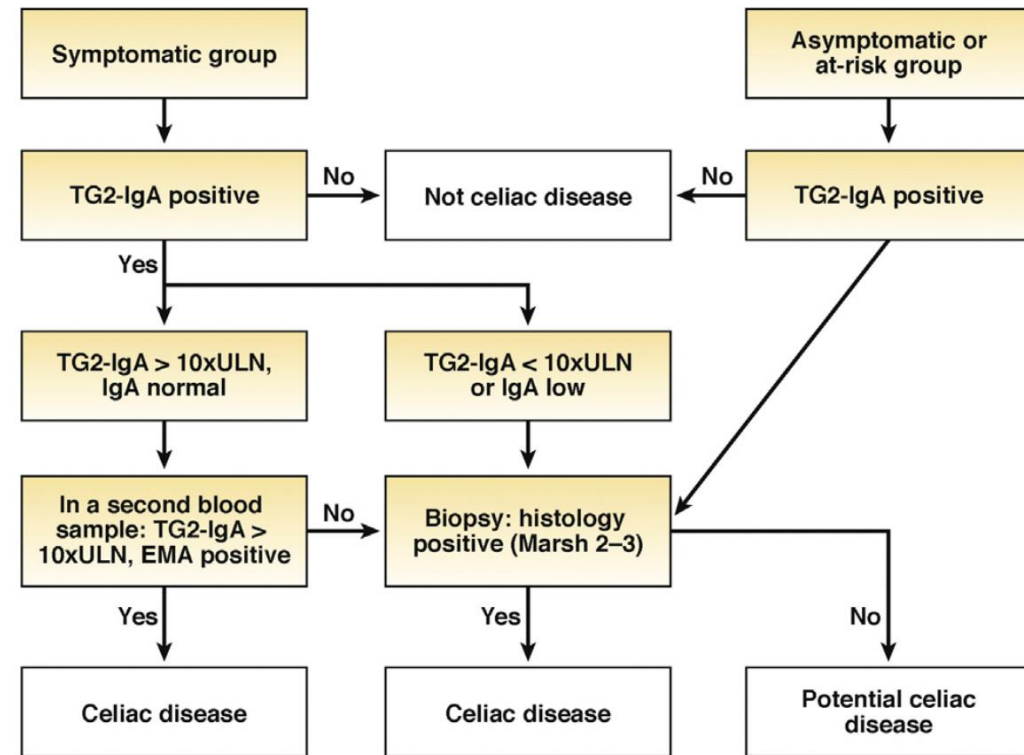 Symptomatic group
Asymptomatic or
at-risk group
TG2-IgA positive
No
Not celiac disease
No
TG2-IgA positive
Yes
TG2-IgA > 10xULN,
IgA normal
TG2-IgA < 10xULN
or IgA low
In a second blood
sample: TG2-IgA >
10xULN, EMA positive
No
Biopsy: histology
positive (Marsh 2–3)
Yes
Yes
No
Celiac disease
Celiac disease
Potential celiac
disease